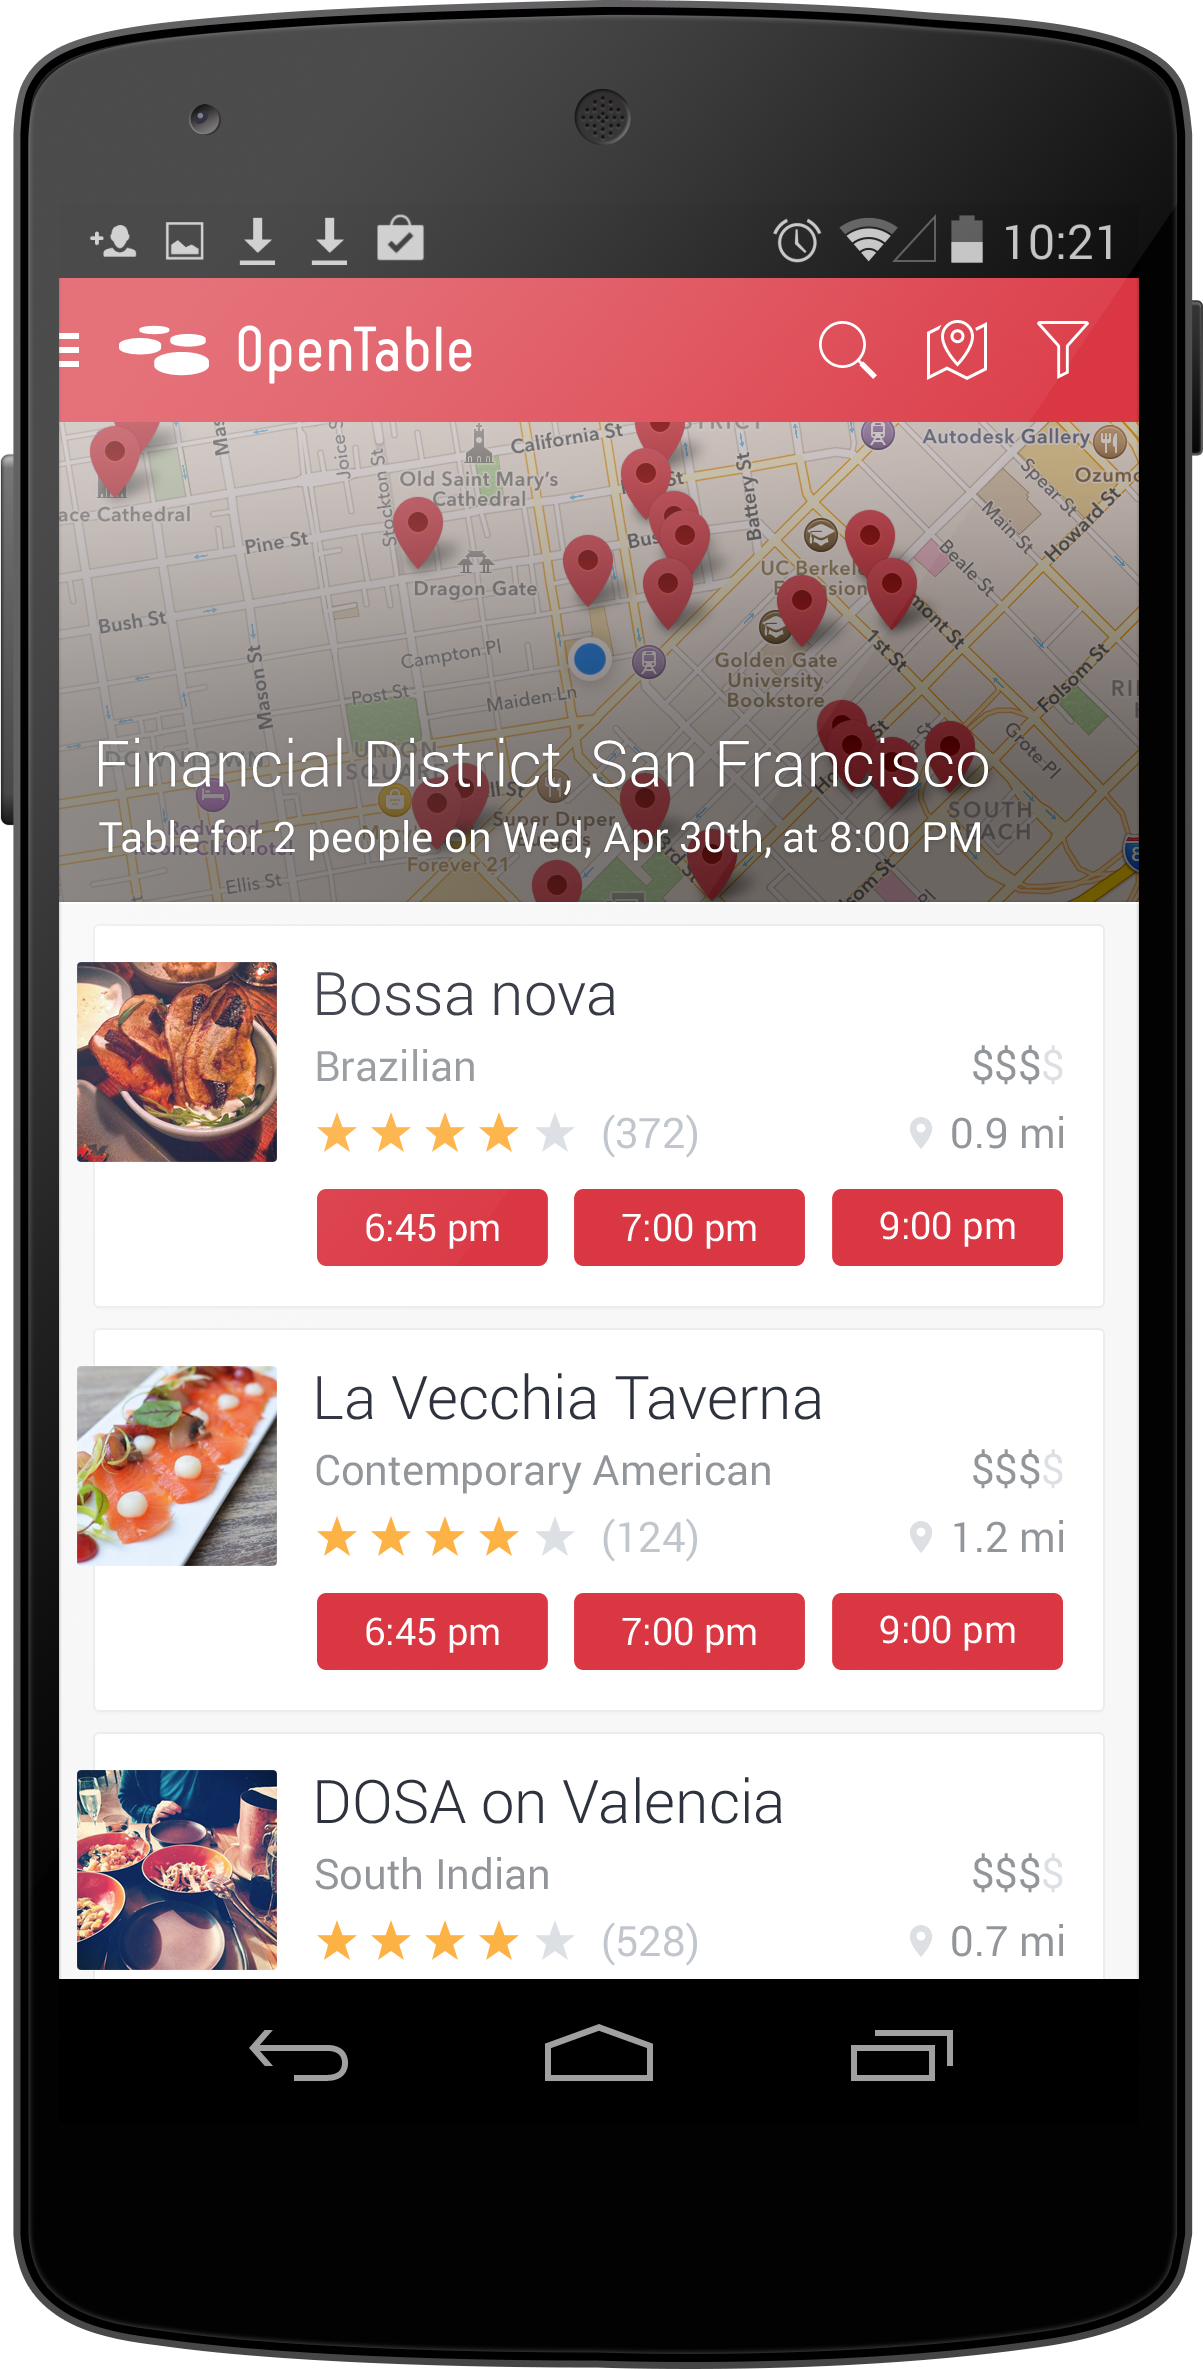 10:21
OpenTable
California St
Autodesk Gallery
Old Saint Mary's
Cathedral
Ozumo
Spear St
Joice S
Stockton St
Battery St
Main St
Howard St
ace Cathedral
Pine St
Beale St
UC Berkele
Dragon Gate
Bush St
mont St
1st St
Campton Pl
Mason St
Golden Gate
University
Bookstore
Folsom St
Post St
Maiden Ln
RI
Grote Pl
UNION
Financial District, San Francisco
Super Duper
SOUTH
Table for 2 people on Wed, Apr 30th, at 8:00 PM
Forever 21
Ellis St
Bossa nova
Brazilian
$$$$
(372)
0.9 mi
6:45 pm 7:00 pm 9:00 pm
La Vecchia Taverna
Contemporary American
$$$$
(124)
1.2 mi
6:45 pm 7:00 pm 9:00 pm
DOSA on Valencia
South Indian
$$$$
(528)
0.7 mi